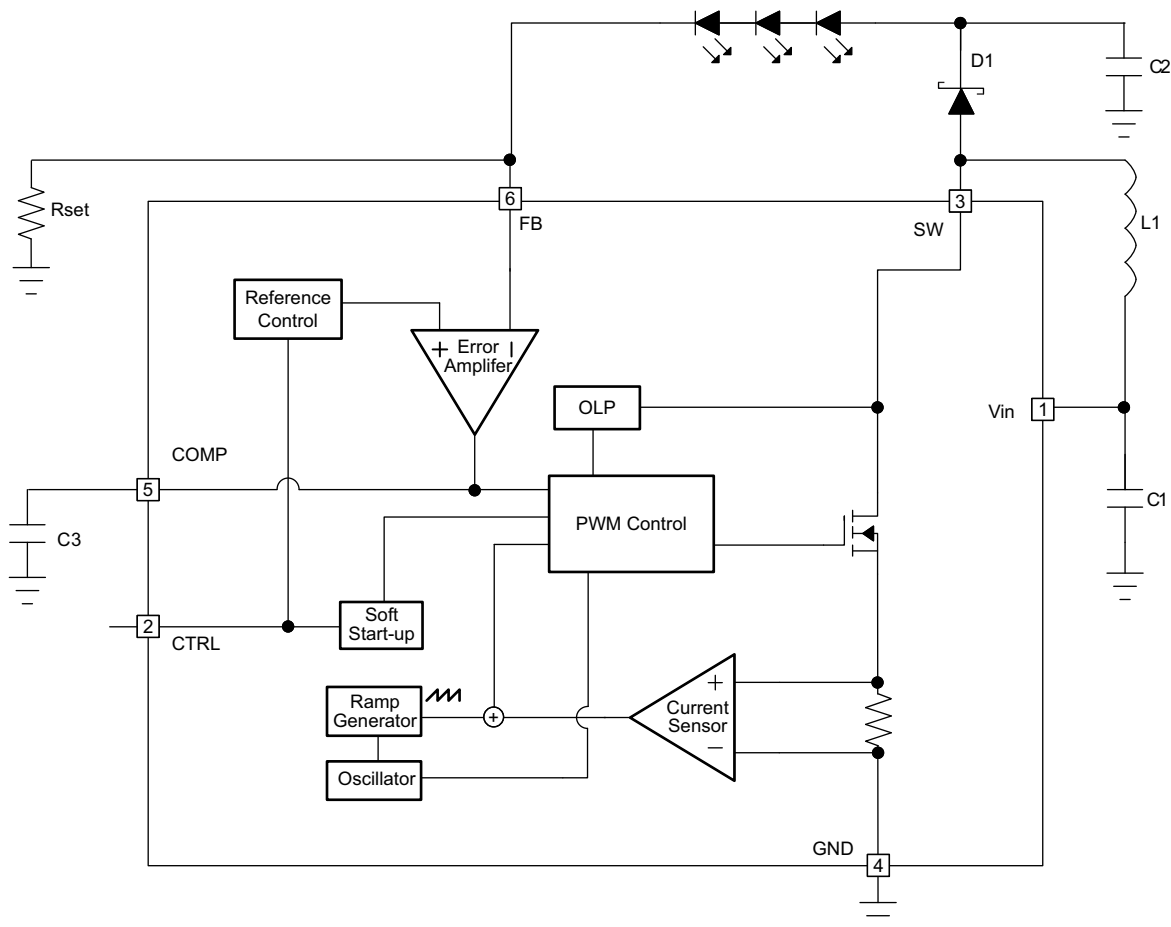 D1
C2
Rset
6
FB
3
SW
L1
Reference
Control
+ Error −
Amplifer
OLP
Vin
1
COMP
5
PWM Control
C1
C3
2
CTRL
Soft
Start-up
Ramp
Generator
+
+
Current
Sensor
−
Oscillator
GND
4